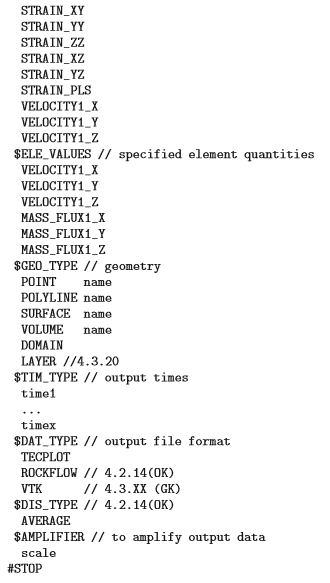 STRAIN_XY
STRAIN_YY
STRAIN_ZZ
STRAIN_XZ
STRAIN_YZ
STRAIN_PLS
VELOCITY1_X
VELOCITY1_Y
VELOCITY1_Z
$ELE_VALUES // specified element quantities
VELOCITY1_X
VELOCITY1_Y
VELOCITY1_Z
MASS_FLUX1_X
MASS_FLUX1_Y
MASS_FLUX1_Z
$GEO_TYPE // geometry
POINT name
POLYLINE name
SURFACE name
VOLUME name
DOMAIN
LAYER //4.3.20
$TIM_TYPE // output times
time1
...
timex
$DAT_TYPE // output file format
TECPLOT
ROCKFLOW // 4.2.14(OK)
VTK // 4.3.XX (GK)
$DIS_TYPE // 4.2.14(OK)
AVERAGE
$AMPLIFIER // to amplify output data
scale
#STOP